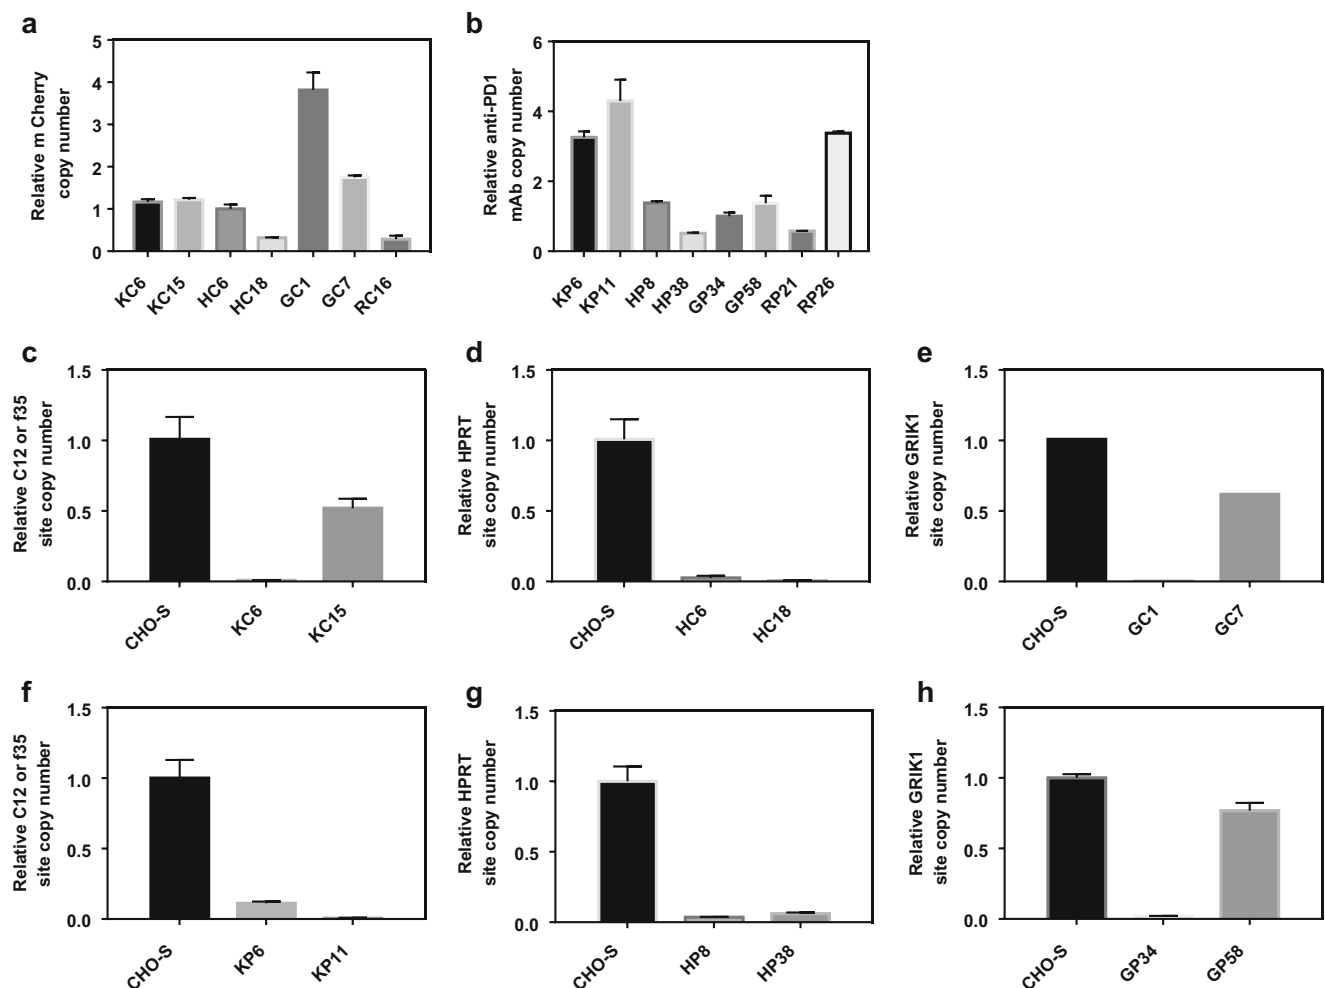 a
Relative m Cherry
copy number
5
4
3
2
1
0
KC6
KC15
HC6
HC18
GC1
GC7
RC16
b
Relative anti-PD1
mAb copy number
6
4
2
0
KP6
KP11
HP8
HP38
GP34
GP58
RP21
RP26
c
Relative C12 or f35
site copy number
1.5
1.0
0.5
0.0
CHO-S
KC6
KC15
d
Relative HPRT
site copy number
1.5
1.0
0.5
0.0
CHO-S
HC6
HC18
e
Relative GRIK1
site copy number
1.5
1.0
0.5
0.0
CHO-S
GC1
GC7
f
Relative C12 or f35
site copy number
1.5
1.0
0.5
0.0
CHO-S
KP6
KP11
g
Relative HPRT
site copy number
1.5
1.0
0.5
0.0
CHO-S
HP8
HP38
h
Relative GRIK1
site copy number
1.5
1.0
0.5
0.0
CHO-S
GP34
GP58